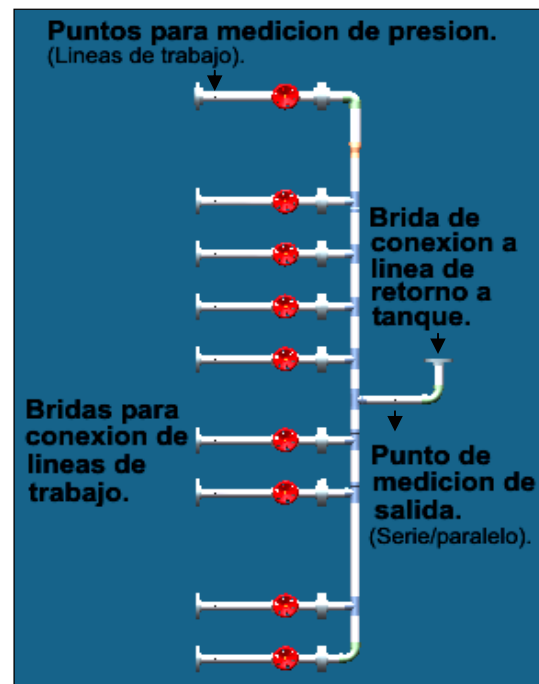 Puntos para medicion de presion.
(Lineas de trabajo).
Brida de
conexion a
linea de
retorno a
tanque.
Bridas para
conexion de
lineas de
trabajo.
Punto de
medicion de
salida.
(Serie/paralelo).